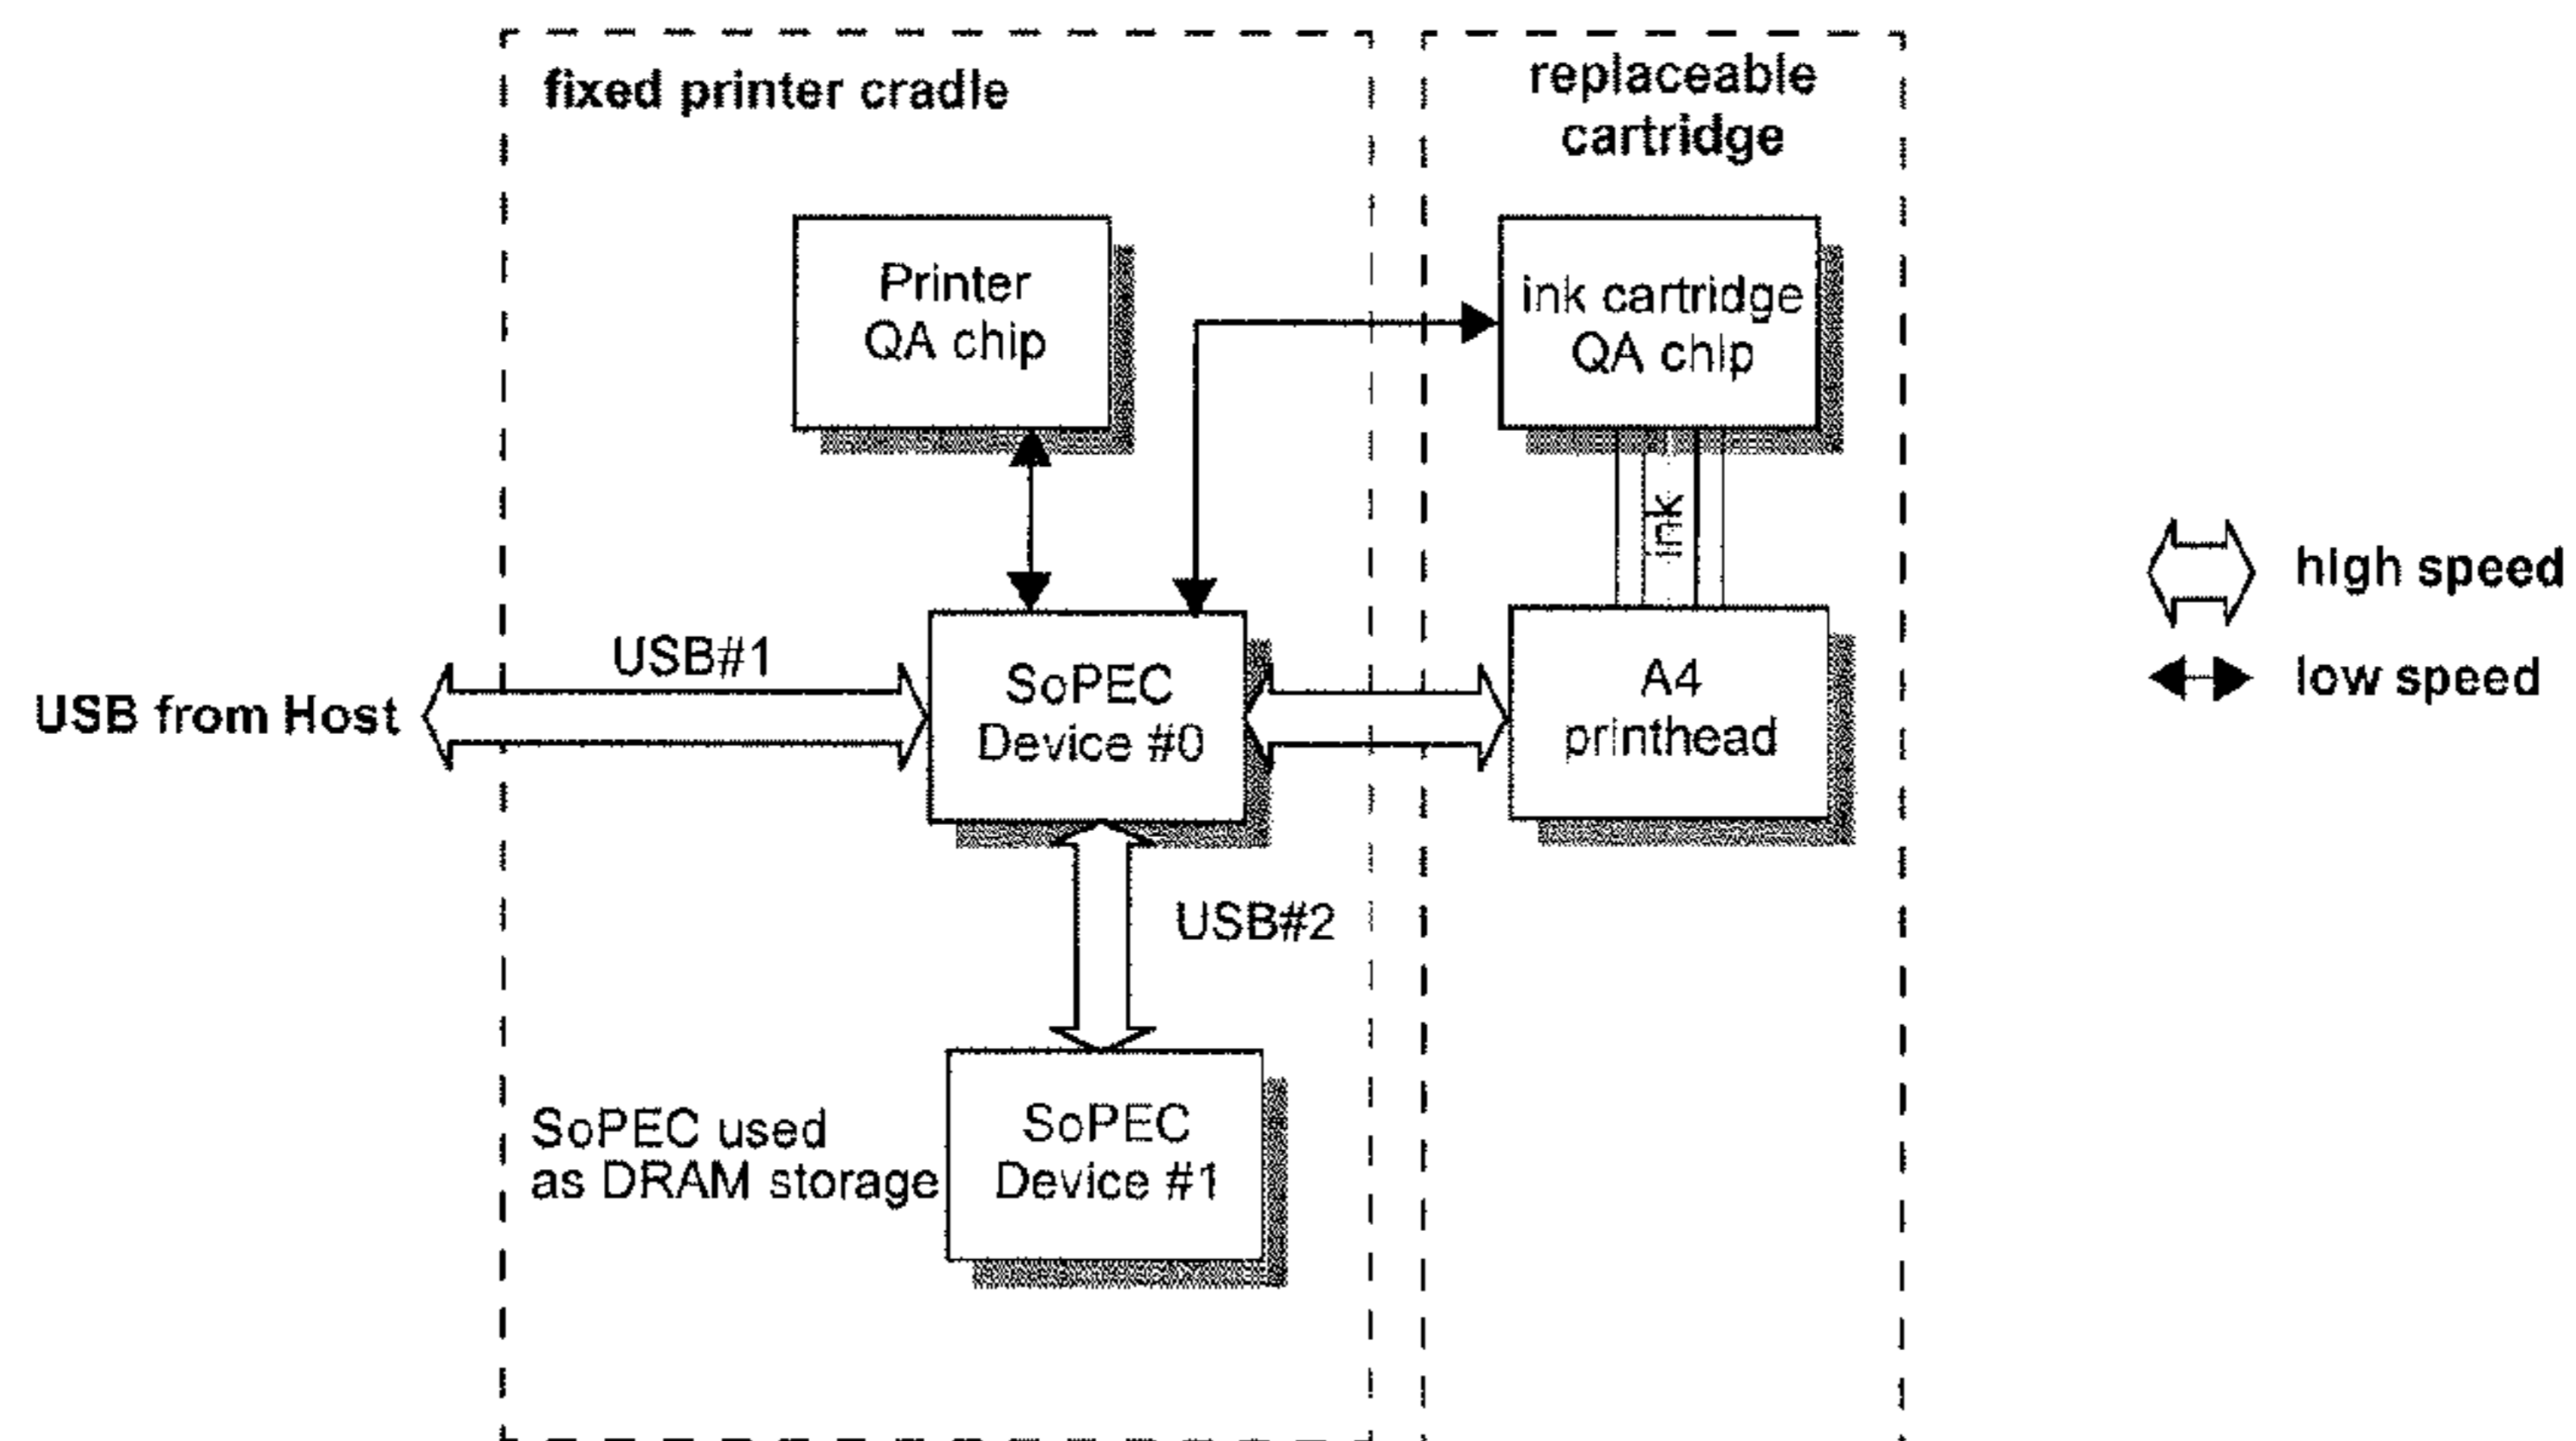 fixed printer cradle
replaceable
cartridge
Printer
QA chip
ink cartridge
QA chip
ink
high speed
low speed
USB#1
USB from Host
SoPEC
Device #0
A4
printhead
USB#2
SoPEC used
as DRAM storage
SoPEC
Device #1